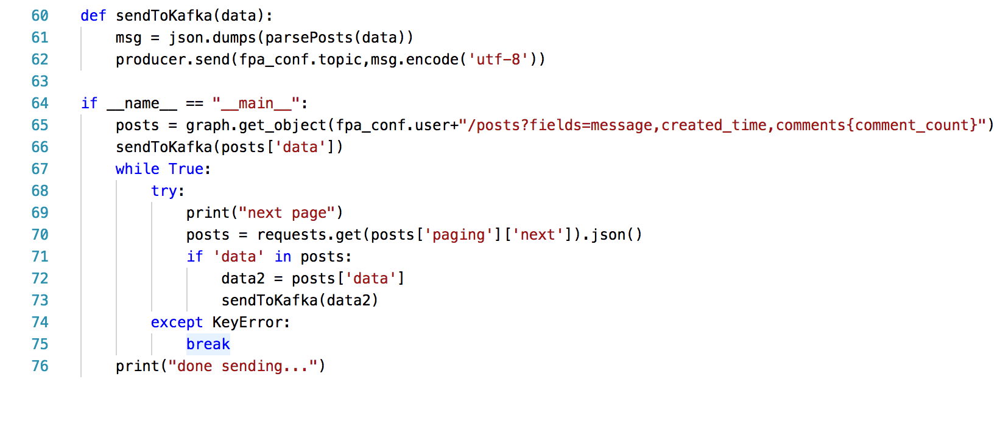 60 def sendToKafka(data):
61     msg = json.dumps(parsePosts(data))
62     producer.send(fpa_conf.topic,msg.encode('utf-8'))
63
64 if __name__ == "__main__":
65     posts = graph.get_object(fpa_conf.user+"/posts?fields=message,created_time,comments{comment_count}")
66     sendToKafka(posts['data'])
67     while True:
68         try:
69             print("next page")
70             posts = requests.get(posts['paging']['next']).json()
71             if 'data' in posts:
72                 data2 = posts['data']
73                 sendToKafka(data2)
74         except KeyError:
75             break
76     print("done sending...")